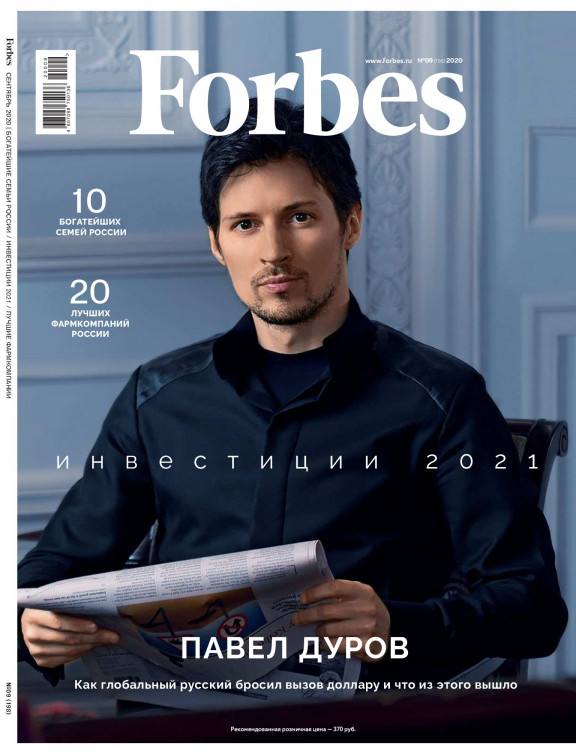 Forbes
www.forbes.ru №09 (198) 2020
10
БОГАТЕЙШИХ
СЕМЕЙ РОССИИ
20
ЛУЧШИХ
ФАРМКОМПАНИЙ
РОССИИ
инвестиции 2021
ПАВЕЛ ДУРОВ
Как глобальный русский бросил вызов доллару и что из этого вышло
Рекомендованная розничная цена — 370 руб.
Forbes СЕНТЯБРЬ 2020 | БОГАТЕЙШИЕ СЕМЬИ РОССИИ / ИНВЕСТИЦИИ 2021 / ЛУЧШИЕ ФАРМКОМПАНИИ
№09 (198)